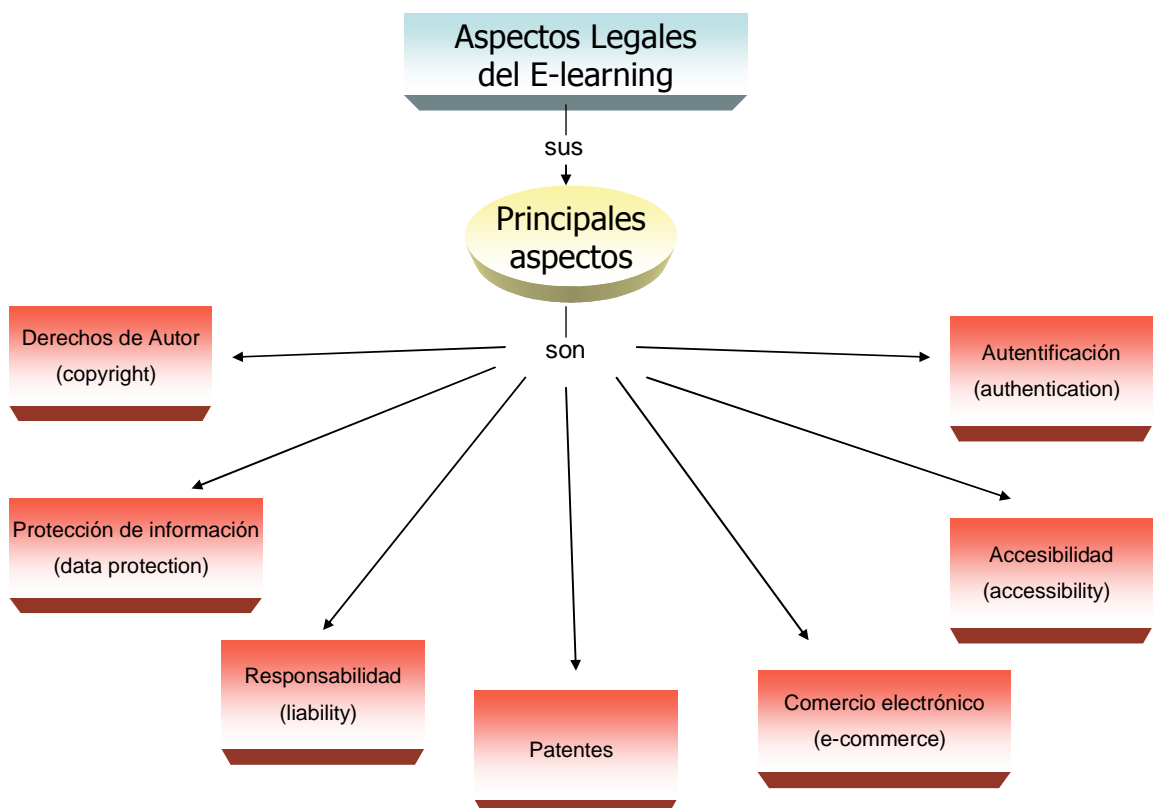 Aspectos Legales
del E-learning
sus
Principales
aspectos
son
Derechos de Autor
(copyright)
Autentificación
(authentication)
Protección de información
(data protection)
Accesibilidad
(accessibility)
Responsabilidad
(liability)
Patentes
Comercio electrónico
(e-commerce)